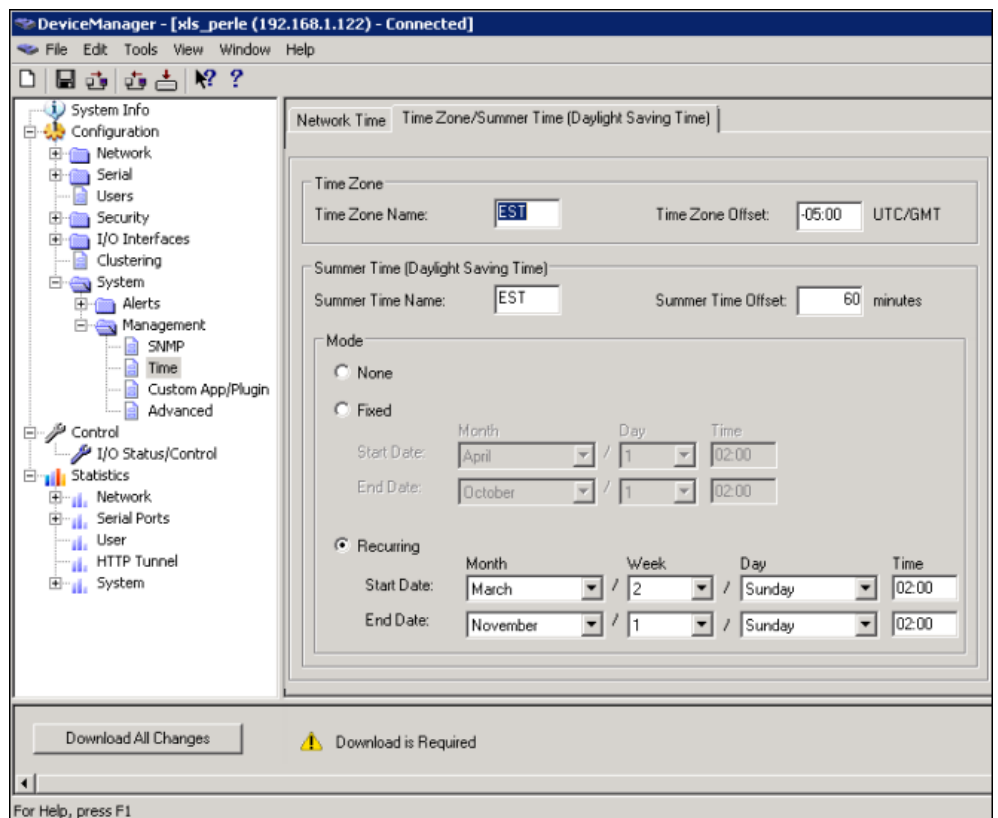 DeviceManager - [xls_perle (192.168.1.122) - Connected]
File Edit Tools View Window Help
System Info
Configuration
Network
Serial
Users
Security
I/O Interfaces
Clustering
System
Alerts
Management
SNMP
Time
Custom App/Plugin
Advanced
Control
I/O Status/Control
Statistics
Network
Serial Ports
User
HTTP Tunnel
System
Network Time Time Zone/Summer Time (Daylight Saving Time)
Time Zone
Time Zone Name: EST Time Zone Offset: -05:00 UTC/GMT
Summer Time (Daylight Saving Time)
Summer Time Name: EST Summer Time Offset: 60 minutes
Mode
None
Fixed
Month Day Time
Start Date: April / 1 02:00
End Date: October / 1 02:00
Recurring
Month Week Day Time
Start Date: March / 2 / Sunday 02:00
End Date: November / 1 / Sunday 02:00
Download All Changes Download is Required
For Help, press F1